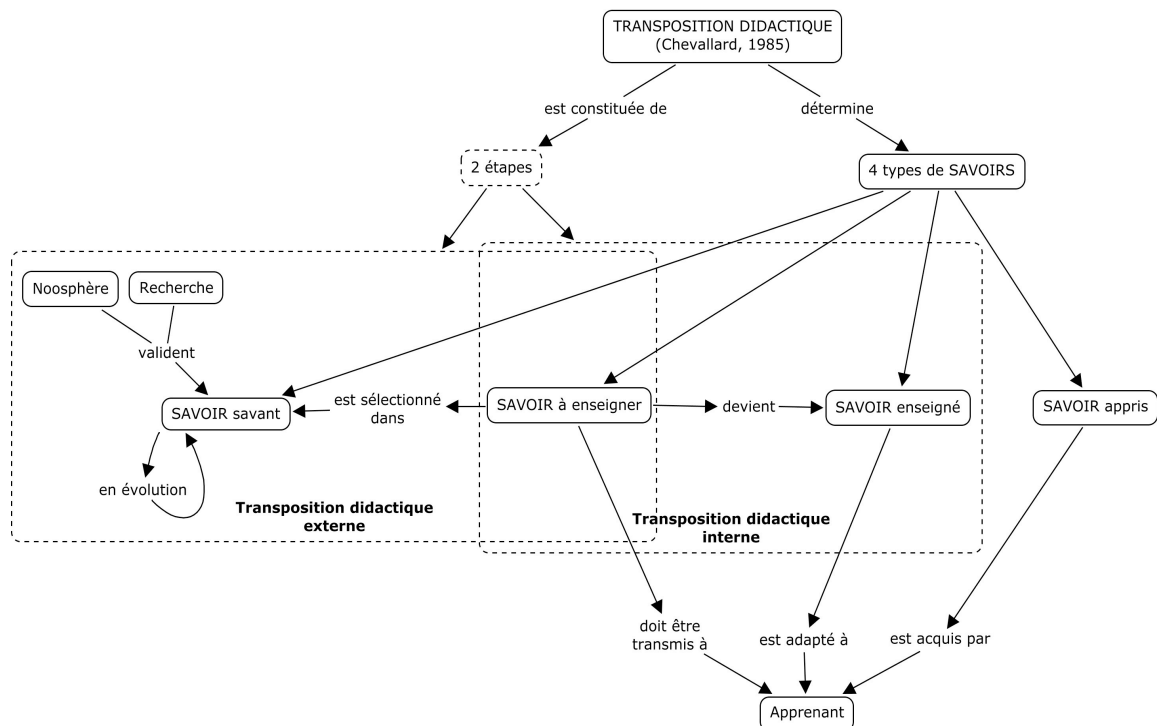 TRANSPOSITION DIDACTIQUE
(Chevallard, 1985)
est constituée de
détermine
2 étapes
4 types de SAVOIRS
Noosphère
Recherche
valident
SAVOIR savant
est sélectionné
dans
SAVOIR à enseigner
devient
SAVOIR enseigné
SAVOIR appris
en évolution
Transposition didactique
externe
Transposition didactique
interne
doit être
transmis à
est adapté à
est acquis par
Apprenant